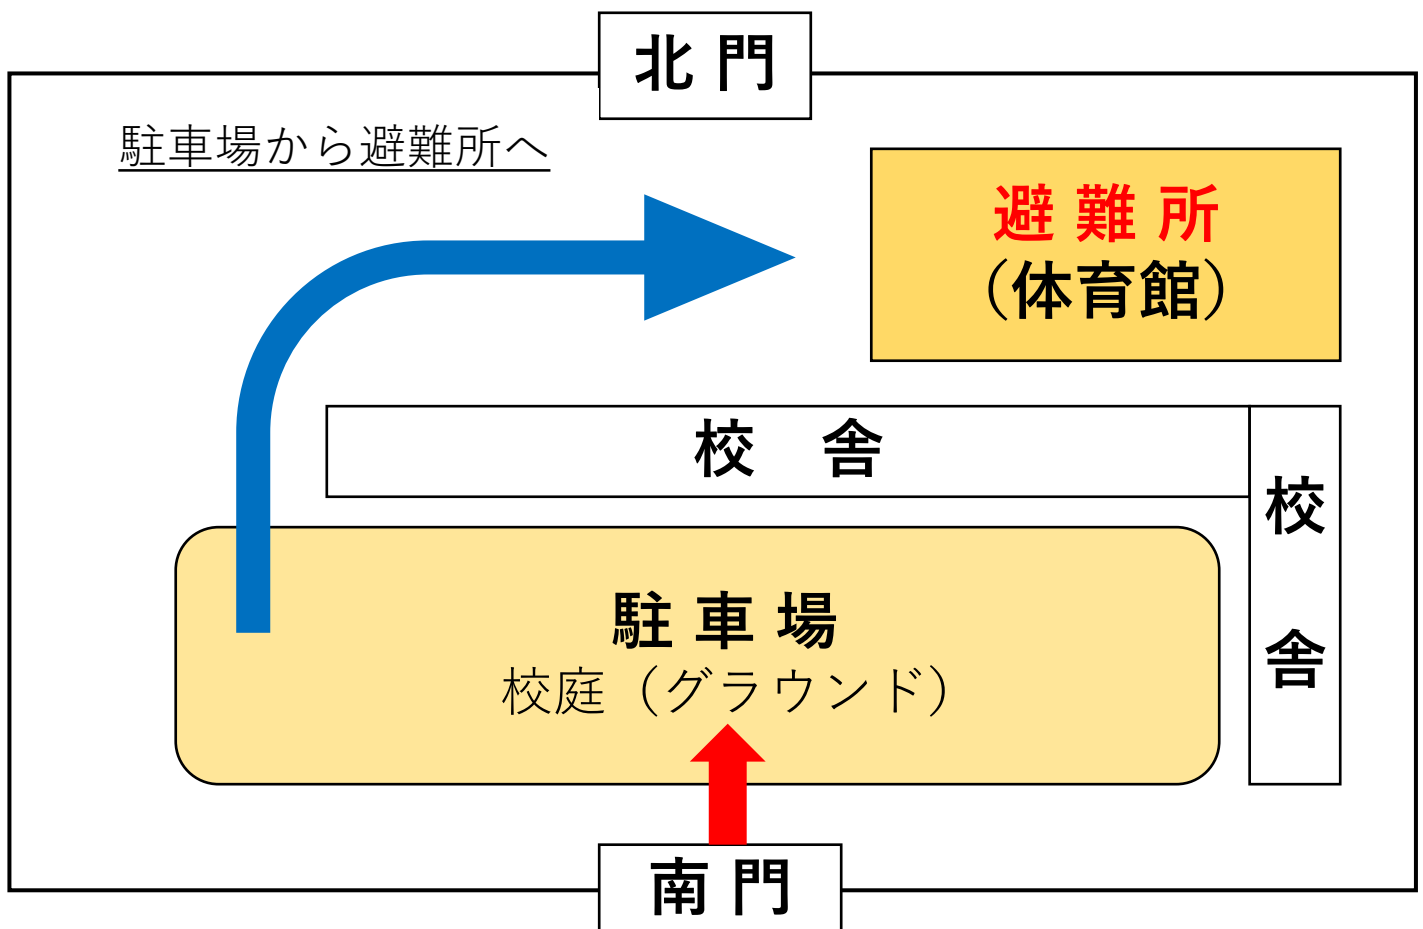 北門
駐車場から避難所へ
避難所
（体育館）
校　舎
校舎
駐車場
校庭（グラウンド）
南門